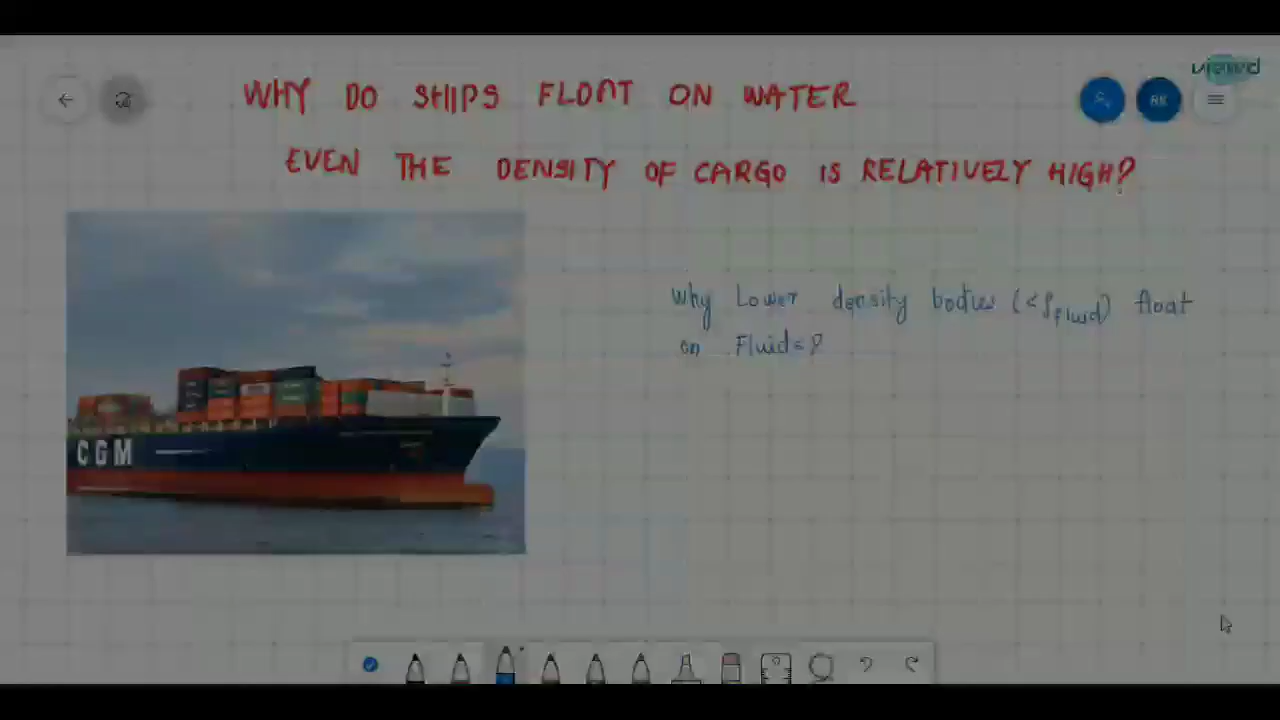 WHY DO SHIPS FLOAT ON WATER
EVEN THE DENSITY OF CARGO IS RELATIVELY HIGH?
Why Lower density bodies (<ρfluid) float
on Fluids?
CGM
RK